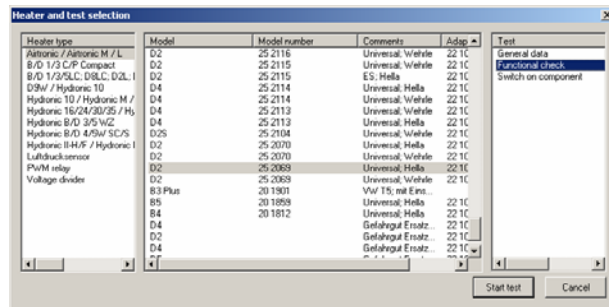 Heater and test selection
Heater type Model Model number Comments Adap Test
Airtronic / Airtronic M / L D2 25 2116 Universal; Wehrle 22 1C General data
B/D 1/3 C/P Compact D2 25 2115 Universal; Wehrle 22 1C Functional check
B/D 1/3/5LC; D8LC; D2L; D2 25 2115 ES; Hella 22 1C Switch on component
D9W / Hydronic 10 D4 25 2114 Universal; Hella 22 1C
Hydronic 10 / Hydronic M / D4 25 2114 Universal; Wehrle 22 1C
Hydronic 16/24/30/35 / Hy D4 25 2113 Universal; Wehrle 22 1C
Hydronic B/D 3/5 WZ D4 25 2113 Universal; Hella 22 1C
Hydronic B/D 4/5W SC/S D2S 25 2104 Universal; Wehrle 22 1C
Hydronic II-H/F / Hydronic D2 25 2070 Universal; Hella 22 1C
Luftdrucksensor D2 25 2070 Universal; Wehrle 22 1C
PWM relay D2 25 2069 Universal; Hella 22 1C
Voltage divider D2 25 2069 Universal; Wehrle 22 1C
B3 Plus 20 1901 VW T5; mit Eins...
B5 20 1859 Universal; Hella 22 1C
B4 20 1812 Universal; Hella 22 1C
D4 Gefahrgut Ersatz... 22 1C
D2 Gefahrgut Ersatz... 22 1C
D4 Gefahrgut Ersatz... 22 1C
Start test Cancel